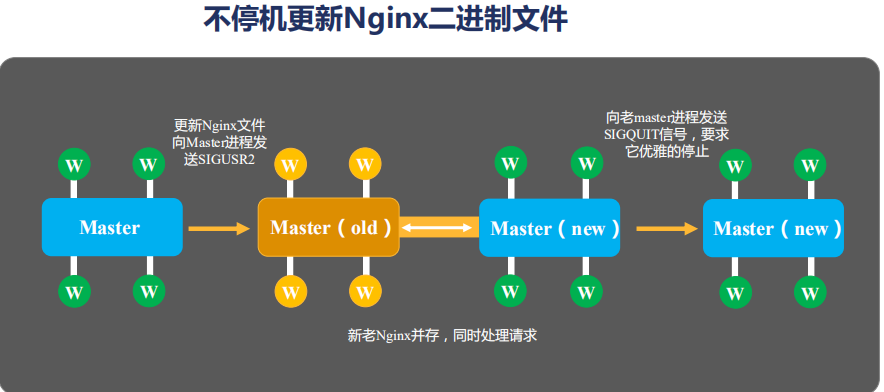 不停机更新Nginx二进制文件
更新Nginx文件
向Master进程发
送SIGUSR2
向老master进程发送
SIGQUIT信号，要求
它优雅的停止
W W W W W W W W
Master
Master（old）
Master（new）
Master（new）
W W W W W W W W
新老Nginx并存，同时处理请求